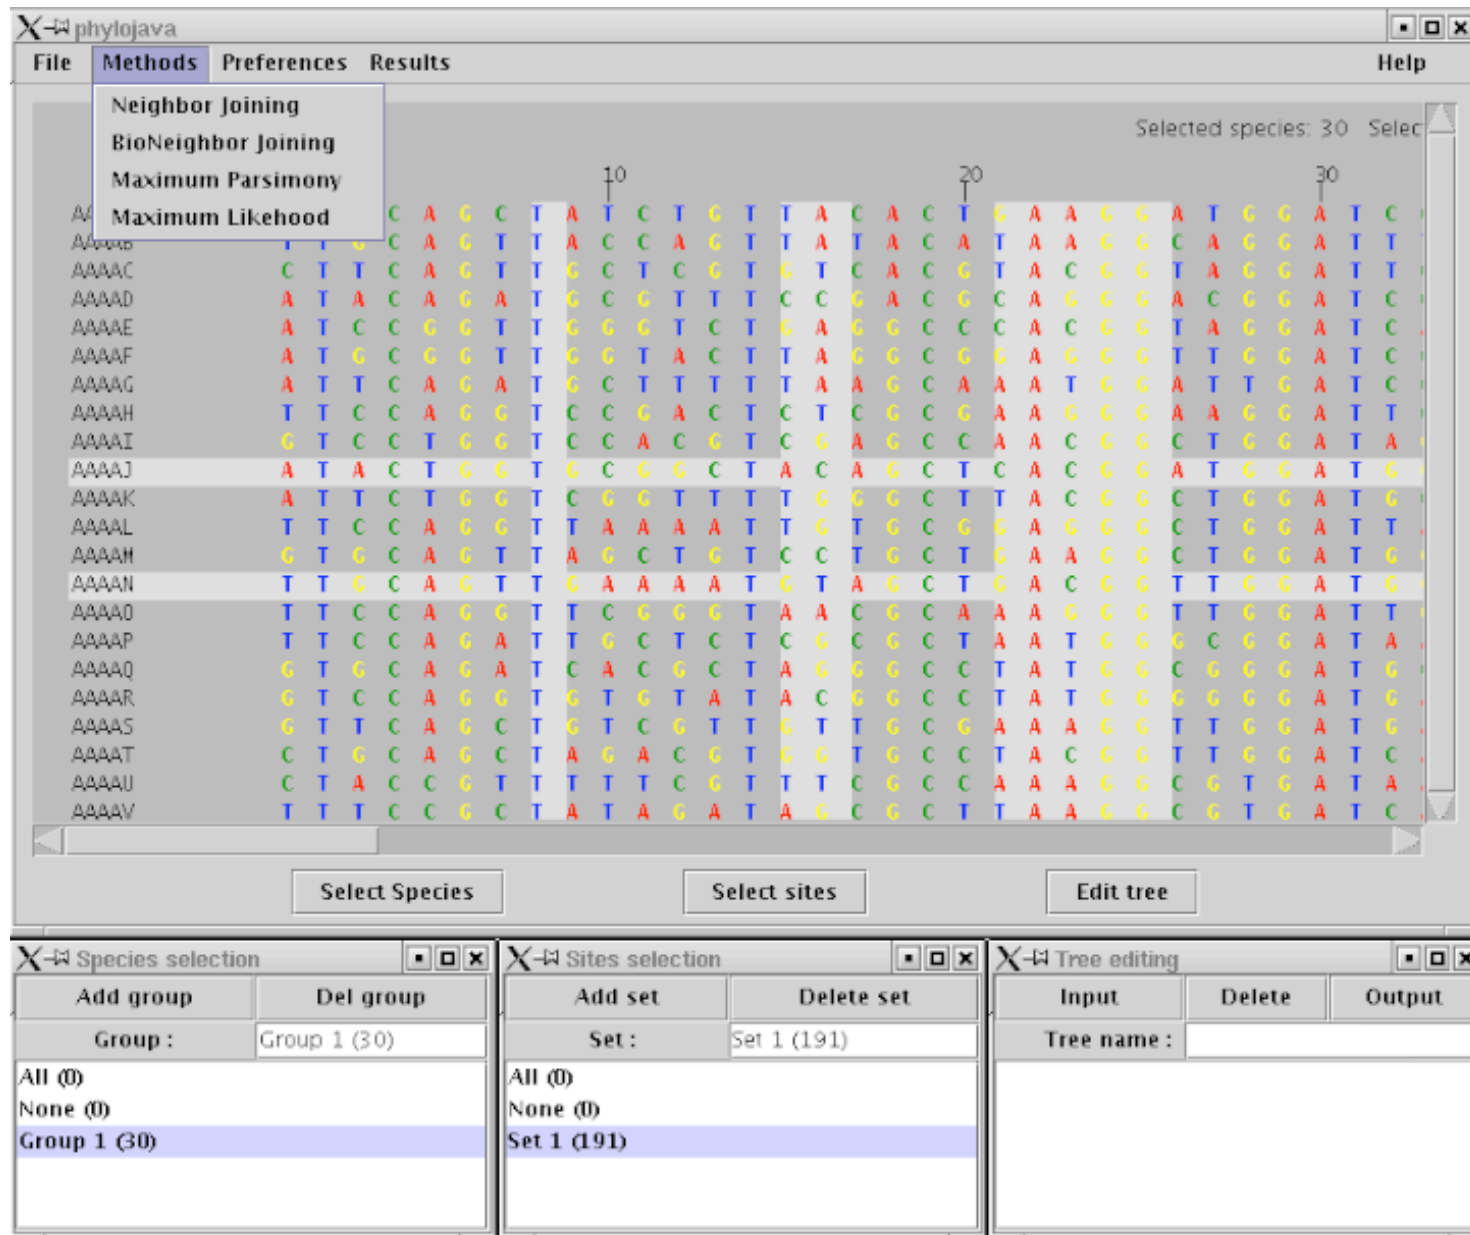 phylojava
File Methods Preferences Results Help
Neighbor Joining
BioNeighbor Joining
Maximum Parsimony
Maximum Likehood
Selected species: 30 Selec
10 20 30
C A G C T A T C T G T T A C A C T G A A G G A T G G A T C
AAAAB T T G C A G T T A C C A G T T A T A C A T A A G G C A G G A T T
AAAAC C T T C A G T T G C T C G T G T C A C G T A C G G T A G G A T T
AAAAD A T A C A G A T G C G T T T C C G A C G C A G G G A C G G A T C
AAAAE A T C C G G T T G G G T C T G A G G C C C A C G G T A G G A T C
AAAAF A T G C G G T T G G T A C T T A G G C G G A G G G T T G G A T C
AAAAG A T T C A G A T G C T T T T T A A G C A A A T G G A T T G A T C
AAAAH T T C C A G G T C C G A C T C T C G C G A A G G G A A G G A T T
AAAAI G T C C T G G T C C A C G T C G A G C C A A C G G C T G G A T A
AAAAJ A T A C T G G T G C G G C T A C A G C T C A C G G A T G G A T G
AAAAK A T T C T G G T C G G T T T T G G G C T T A C G G C T G G A T G
AAAAL T T C C A G G T T A A A A T T G T G C G G A G G G C T G G A T T
AAAAM G T G C A G T T A G C T G T C C T G C T G A A G G C T G G A T G
AAAAN T T G C A G T T G A A A A T G T A G C T G A C G G T T G G A T G
AAAAO T T C C A G G T T C G G G T A A C G C A A A G G G T T G G A T T
AAAAP T T C C A G A T T G C T C T C G C G C T A A T G G G C G G A T A
AAAAQ G T G C A G A T C A C G C T A G G G C C T A T G G C G G G A T G
AAAAR G T C C A G G T G T G T A T A C G G C C T A T G G G G G G A T G
AAAAS G T T C A G C T G T C G T T G T T G C G A A A G G T T G G A T G
AAAAT C T G C A G C T A G A C G T G G T G C C T A C G G T T G G A T C
AAAAU C T A C C G T T T T T C G T T T C G C C A A A G G C G T G A T A
AAAAV T T T C C G C T A T A G A T A G C G C T T A A G G C G T G A T C
Select Species Select sites Edit tree
Species selection Sites selection Tree editing
Add group Del group Add set Delete set Input Delete Output
Group : Group 1 (30) Set : Set 1 (191) Tree name :
All (0) All (0)
None (0) None (0)
Group 1 (30) Set 1 (191)